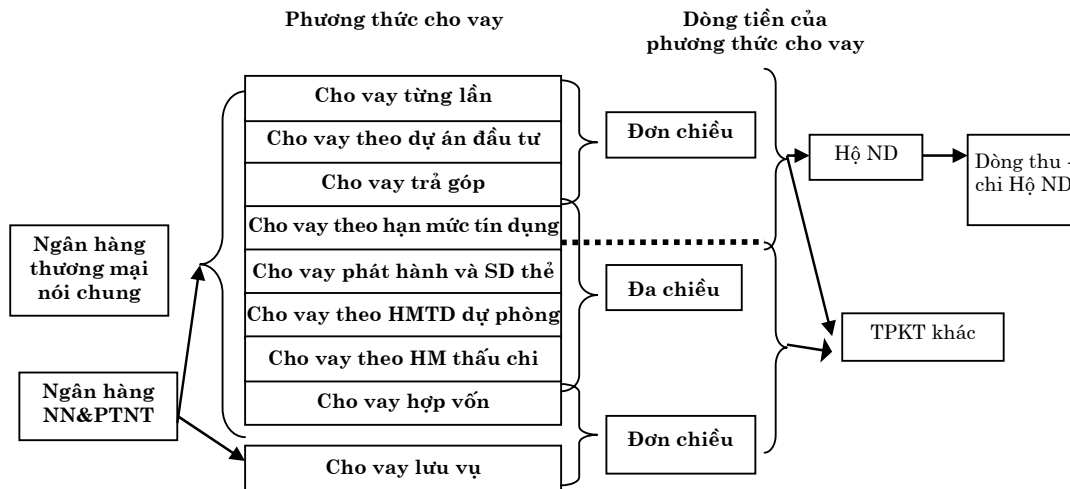 Phương thức cho vay
Dòng tiền của
phương thức cho vay
Cho vay từng lần
Cho vay theo dự án đầu tư
Cho vay trả góp
Cho vay theo hạn mức tín dụng
Cho vay phát hành và SD thẻ
Cho vay theo HMTD dự phòng
Cho vay theo HM thấu chi
Cho vay hợp vốn
Cho vay lưu vụ
Ngân hàng
thương mại
nói chung
Ngân hàng
NN&PTNT
Đơn chiều
Đa chiều
Đơn chiều
Hộ ND
Dòng thu -
chi Hộ ND
TPKT khác